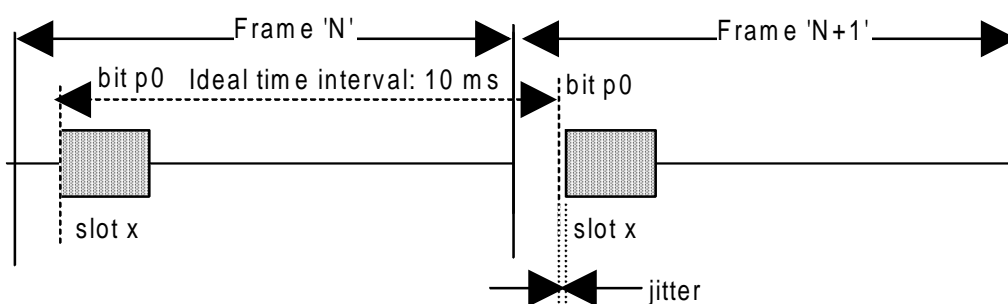 Frame 'N'
Frame 'N+1'
bit p0
Ideal time interval: 10 ms
bit p0
slot x
slot x
jitter